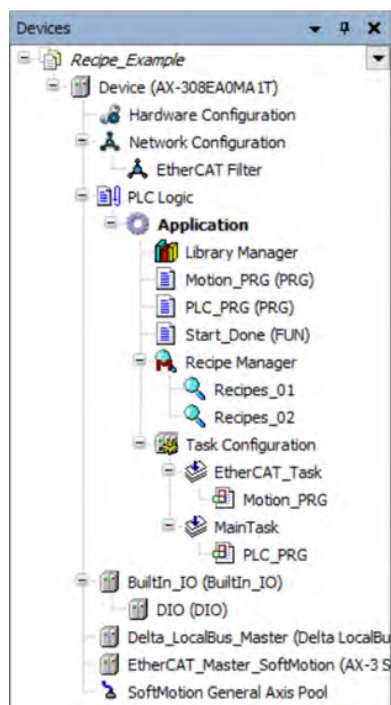 Devices
Recipe_Example
Device (AX-308EA0MA1T)
Hardware Configuration
Network Configuration
EtherCAT Filter
PLC Logic
Application
Library Manager
Motion_PRG (PRG)
PLC_PRG (PRG)
Start_Done (FUN)
Recipe Manager
Recipes_01
Recipes_02
Task Configuration
EtherCAT_Task
Motion_PRG
MainTask
PLC_PRG
BuiltIn_IO (BuiltIn_IO)
DIO (DIO)
Delta_LocalBus_Master (Delta LocalBu
EtherCAT_Master_SoftMotion (AX-3 S
SoftMotion General Axis Pool